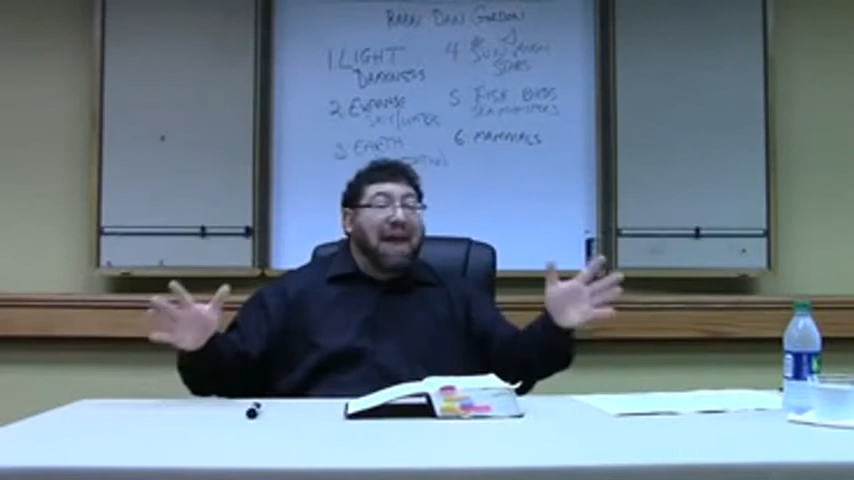 RABBI DAN GORDON
1 LIGHT
DARKNESS
2. EXPANSE
SKY/WATER
3. EARTH
4
SUN MOON
STARS
5 FISH BIRDS
SEA MONSTERS
6. MAMMALS